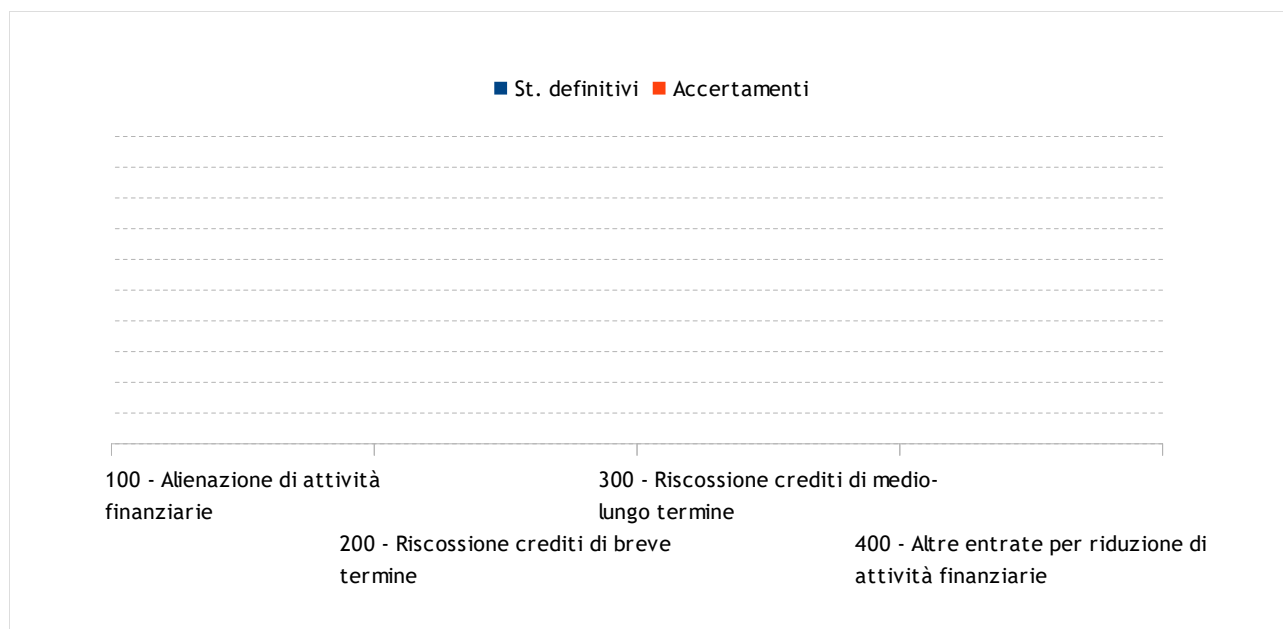 St. definitivi Accertamenti
100 - Alienazione di attività
finanziarie
200 - Riscossione crediti di breve
termine
300 - Riscossione crediti di medio-
lungo termine
400 - Altre entrate per riduzione di
attività finanziarie